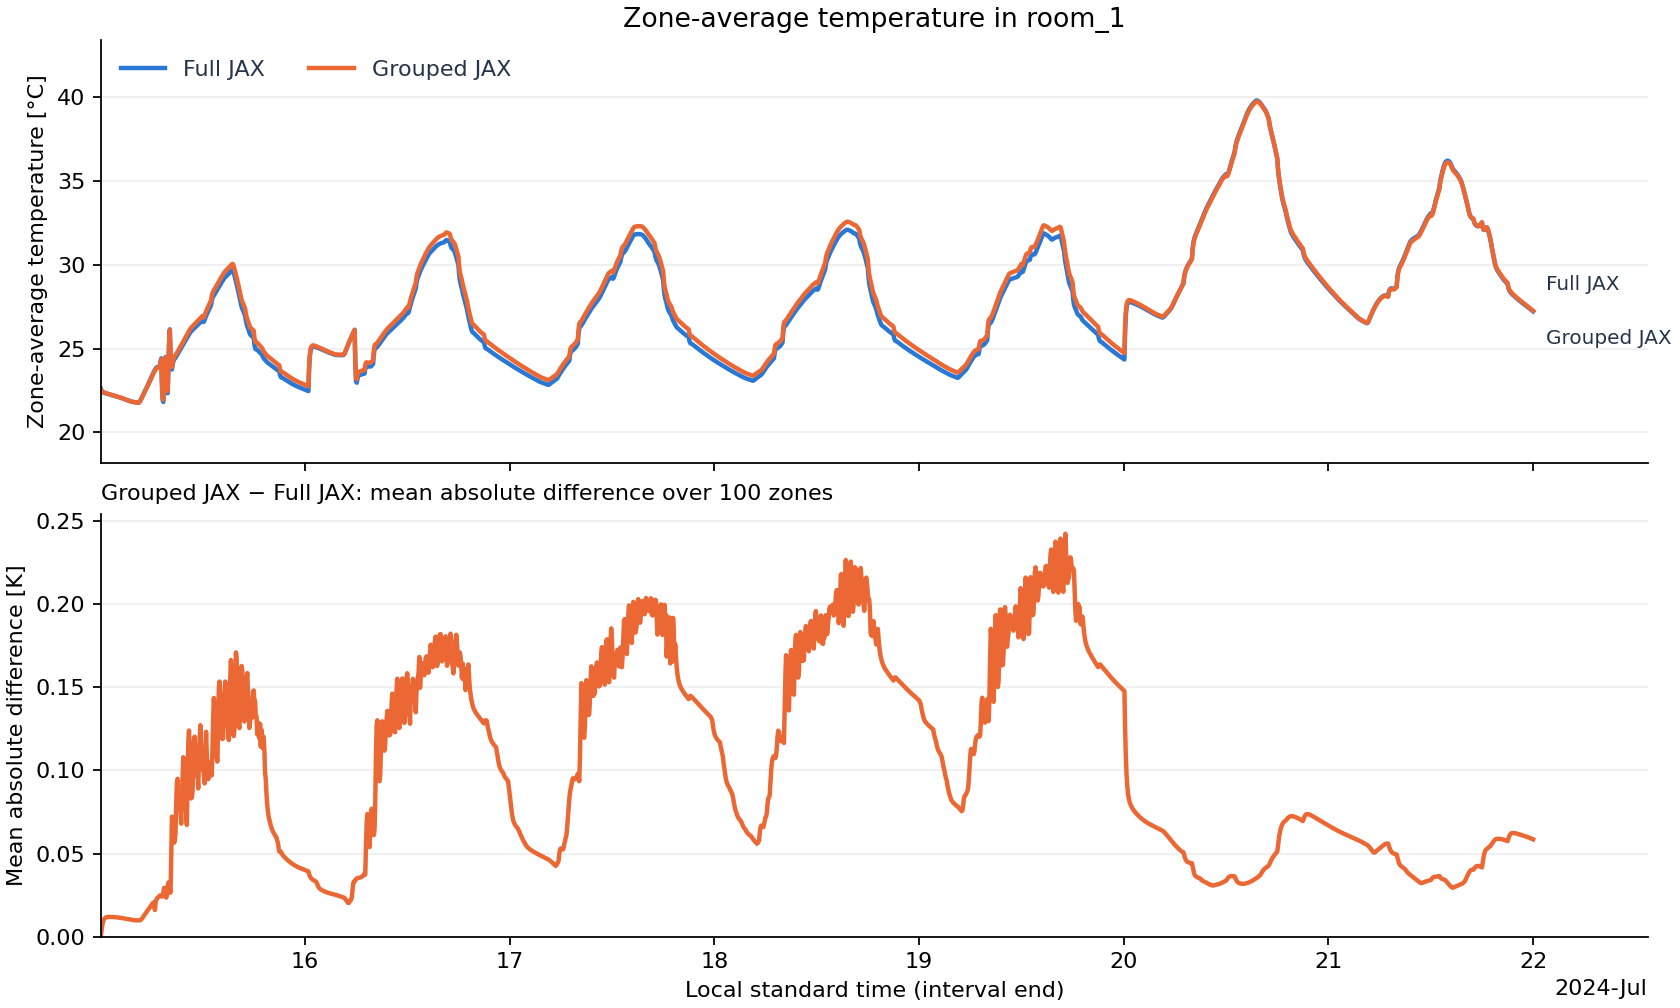 Zone-average temperature in room_1
Full JAX
Grouped JAX
Zone-average temperature [°C]
40
35
30
25
20
Full JAX
Grouped JAX
Grouped JAX − Full JAX: mean absolute difference over 100 zones
Mean absolute difference [K]
0.25
0.20
0.15
0.10
0.05
0.00
16 17 18 19 20 21 22
Local standard time (interval end)
2024-Jul